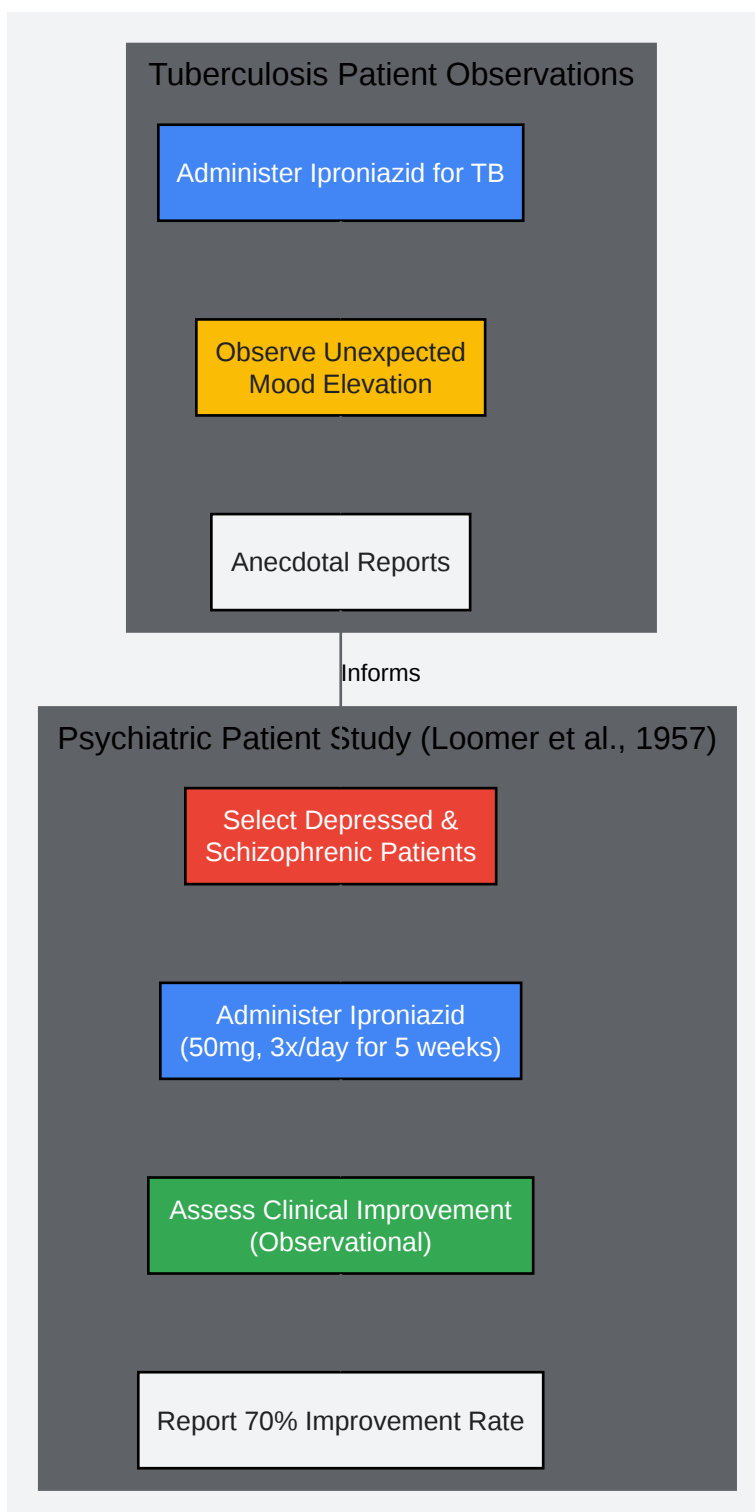 Tuberculosis Patient Observations
Administer Iproniazid for TB
Observe Unexpected
Mood Elevation
Anecdotal Reports
Informs
Psychiatric Patient Study (Loomer et al., 1957)
Select Depressed &
Schizophrenic Patients
Administer Iproniazid
(50mg, 3x/day for 5 weeks)
Assess Clinical Improvement
(Observational)
Report 70% Improvement Rate